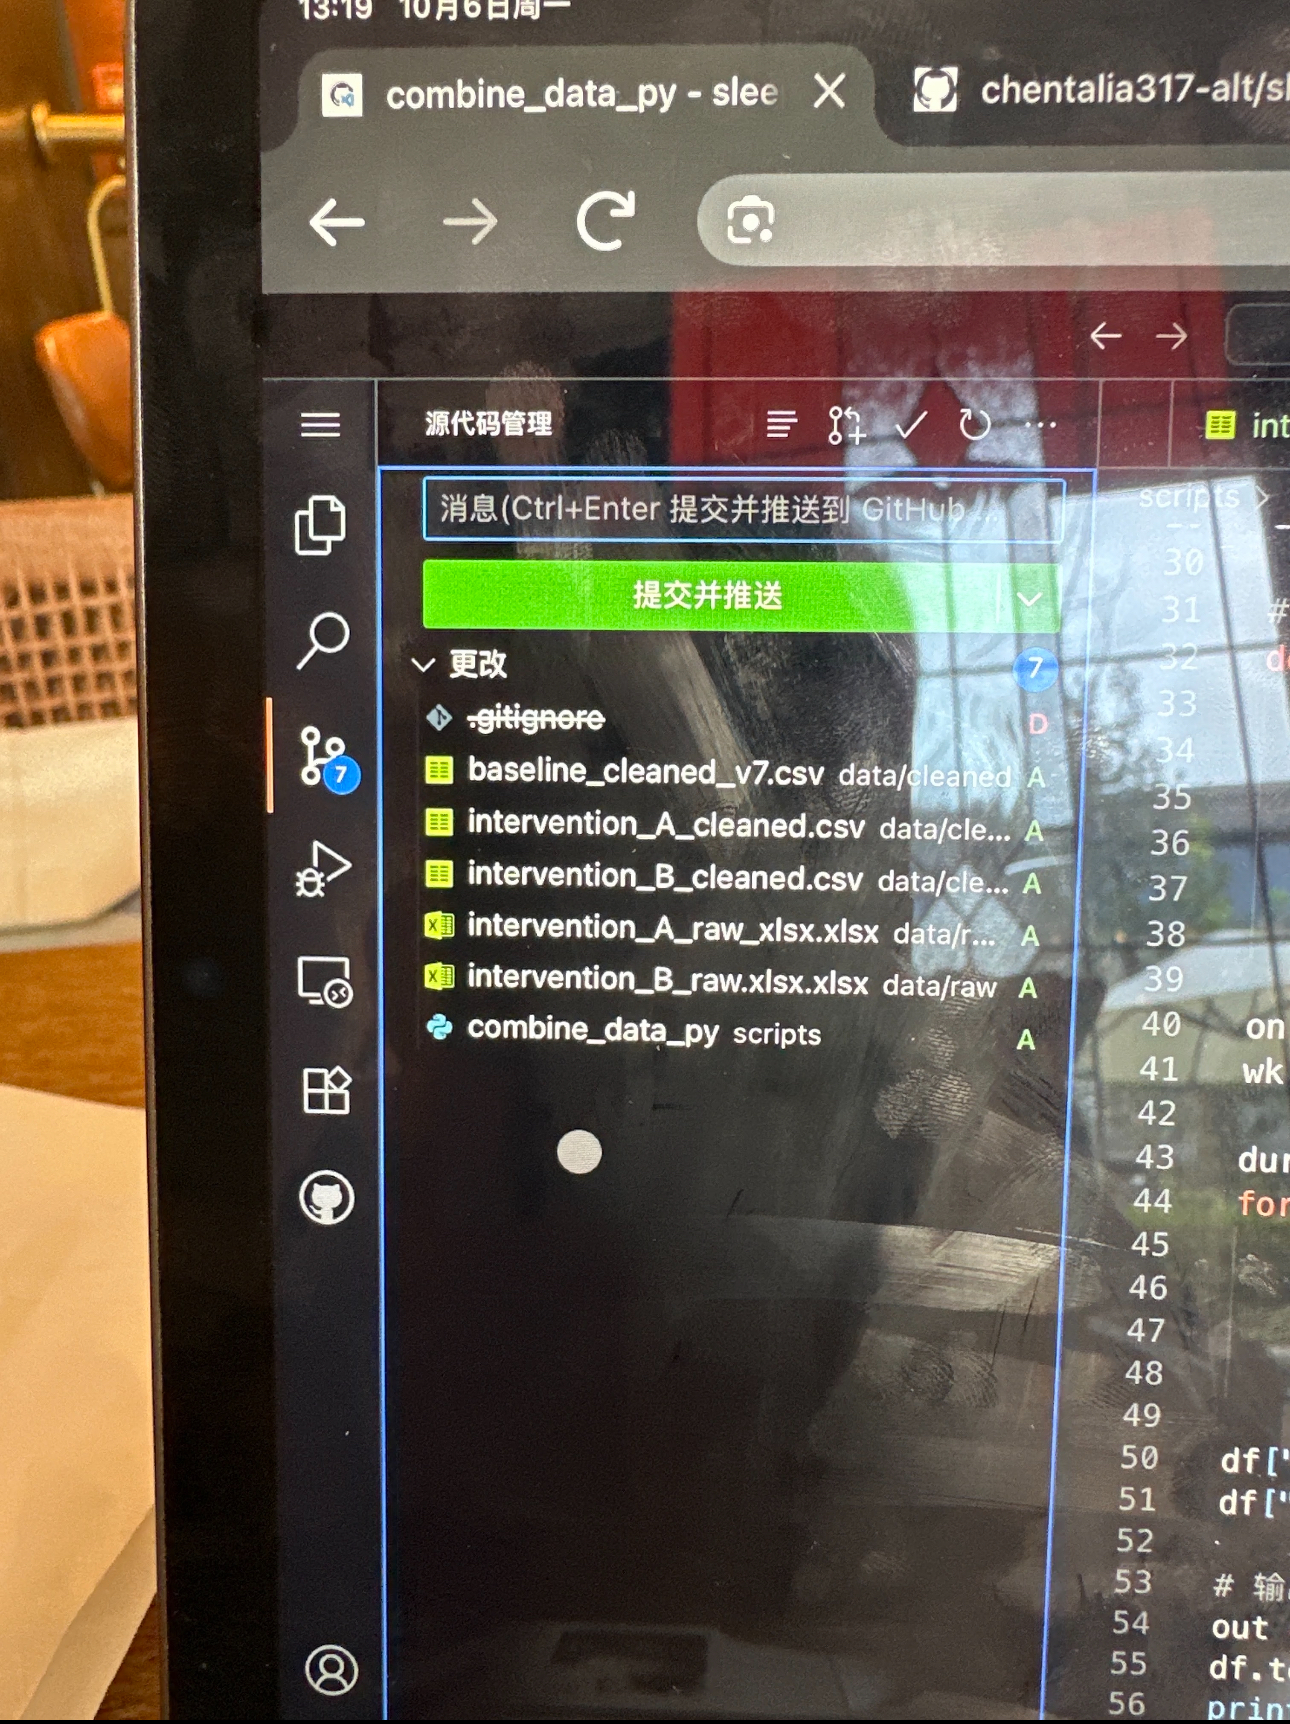 13:19 10月6日周一
combine_data_py - slee
chentalia317-alt/sl
源代码管理
int
消息(Ctrl+Enter 提交并推送到 GitHub ...
scripts >
提交并推送
更改 7
.gitignore D
baseline_cleaned_v7.csv data/cleaned A
intervention_A_cleaned.csv data/cle... A
intervention_B_cleaned.csv data/cle... A
intervention_A_raw_xlsx.xlsx data/r... A
intervention_B_raw.xlsx.xlsx data/raw A
combine_data_py scripts A
7
30
31 #
32 de
33
34
35
36
37
38
39
40 on
41 wk
42
43 dur
44 for
45
46
47
48
49
50 df["
51 df["
52
53 # 输
54 out
55 df.to
56 prin